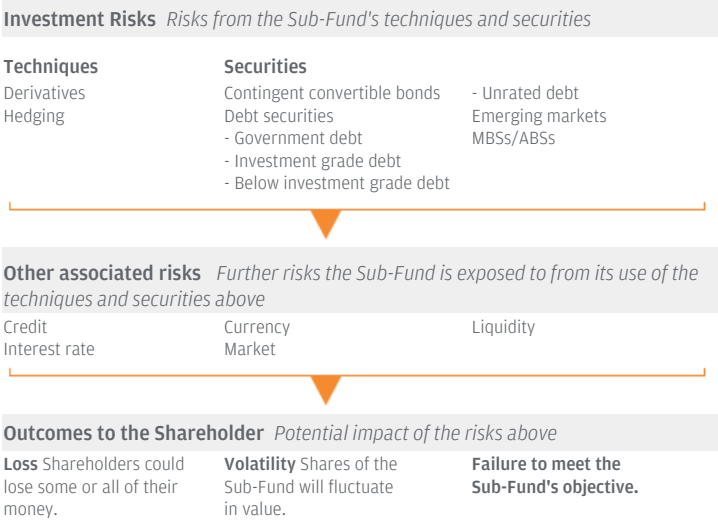 Investment Risks Risks from the Sub-Fund's techniques and securities
Techniques
Derivatives
Hedging
Securities
Contingent convertible bonds
Debt securities
- Government debt
- Investment grade debt
- Below investment grade debt
- Unrated debt
Emerging markets
MBSs/ABSs
Other associated risks Further risks the Sub-Fund is exposed to from its use of the
techniques and securities above
Credit
Interest rate
Currency
Market
Liquidity
Outcomes to the Shareholder Potential impact of the risks above
Loss Shareholders could
lose some or all of their
money.
Volatility Shares of the
Sub-Fund will fluctuate
in value.
Failure to meet the
Sub-Fund's objective.